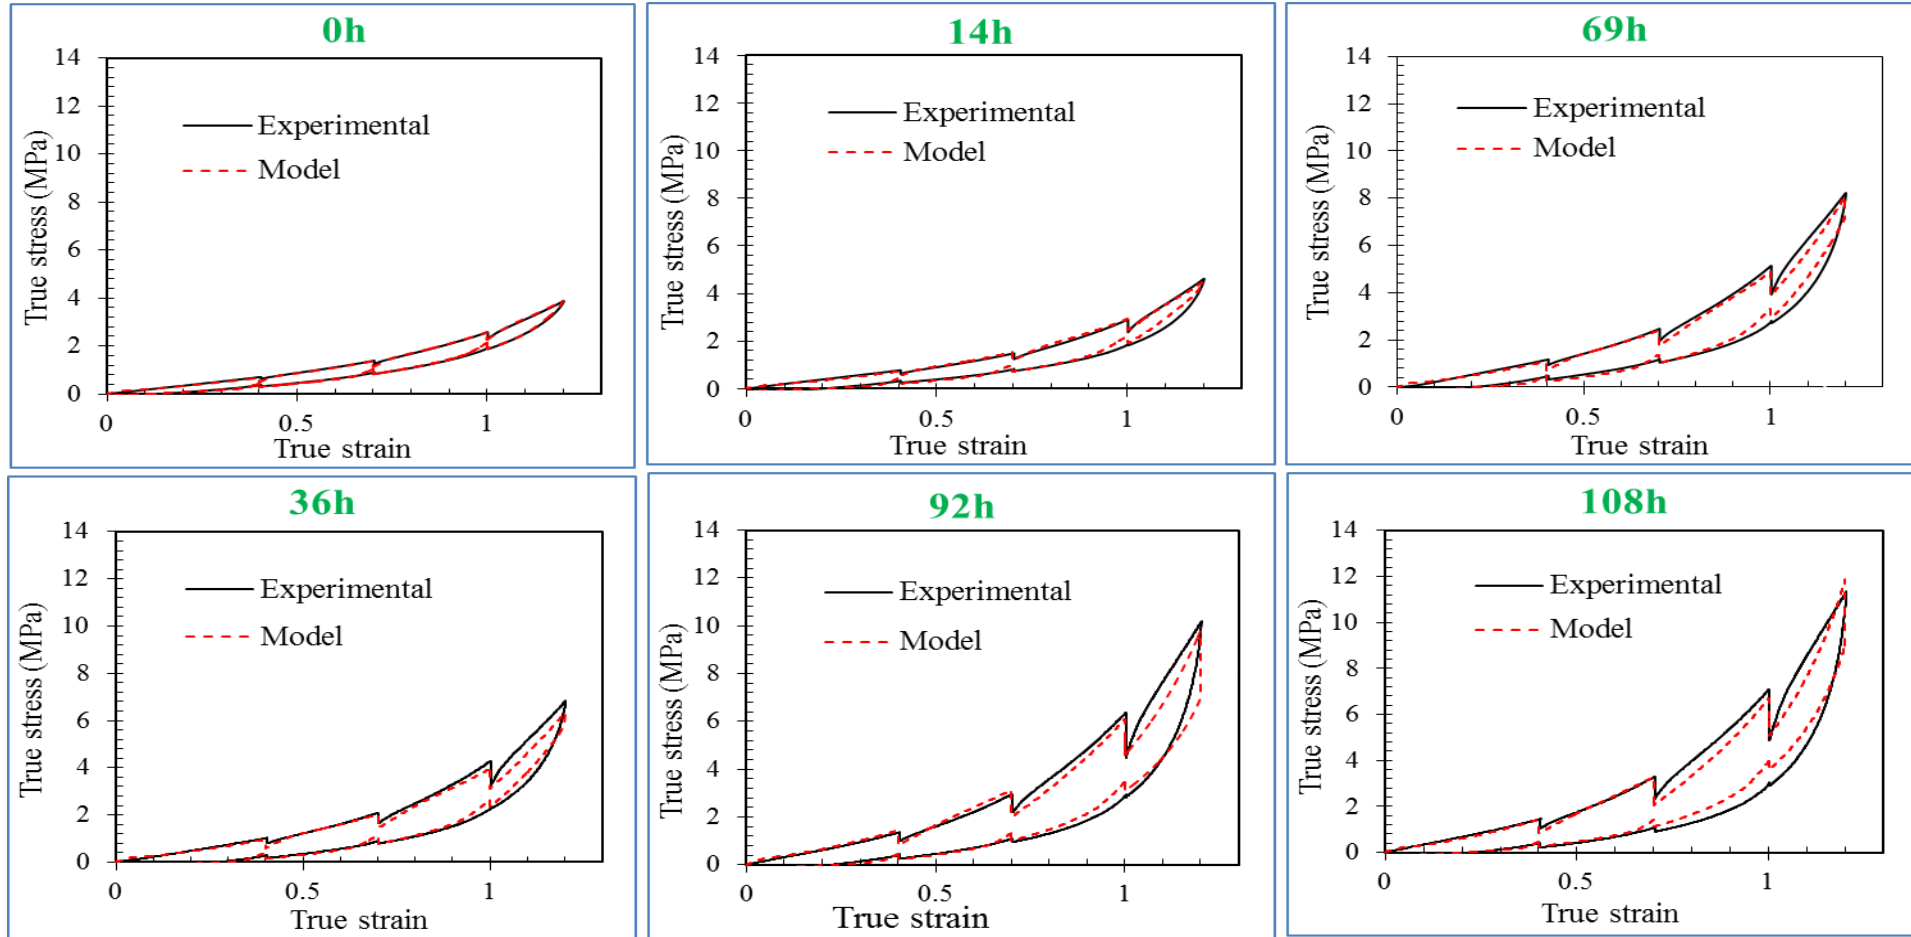 0h
14
12
10
8
6
4
2
0
True stress (MPa)
Experimental
Model
0
0.5
1
True strain
14h
14
12
10
8
6
4
2
0
True stress (MPa)
Experimental
Model
0
0.5
1
True strain
69h
14
12
10
8
6
4
2
0
True stress (MPa)
Experimental
Model
0
0.5
1
True strain
36h
14
12
10
8
6
4
2
0
True stress (MPa)
Experimental
Model
0
0.5
1
True strain
92h
14
12
10
8
6
4
2
0
True stress (MPa)
Experimental
Model
0
0.5
1
True strain
108h
14
12
10
8
6
4
2
0
True stress (MPa)
Experimental
Model
0
0.5
1
True strain